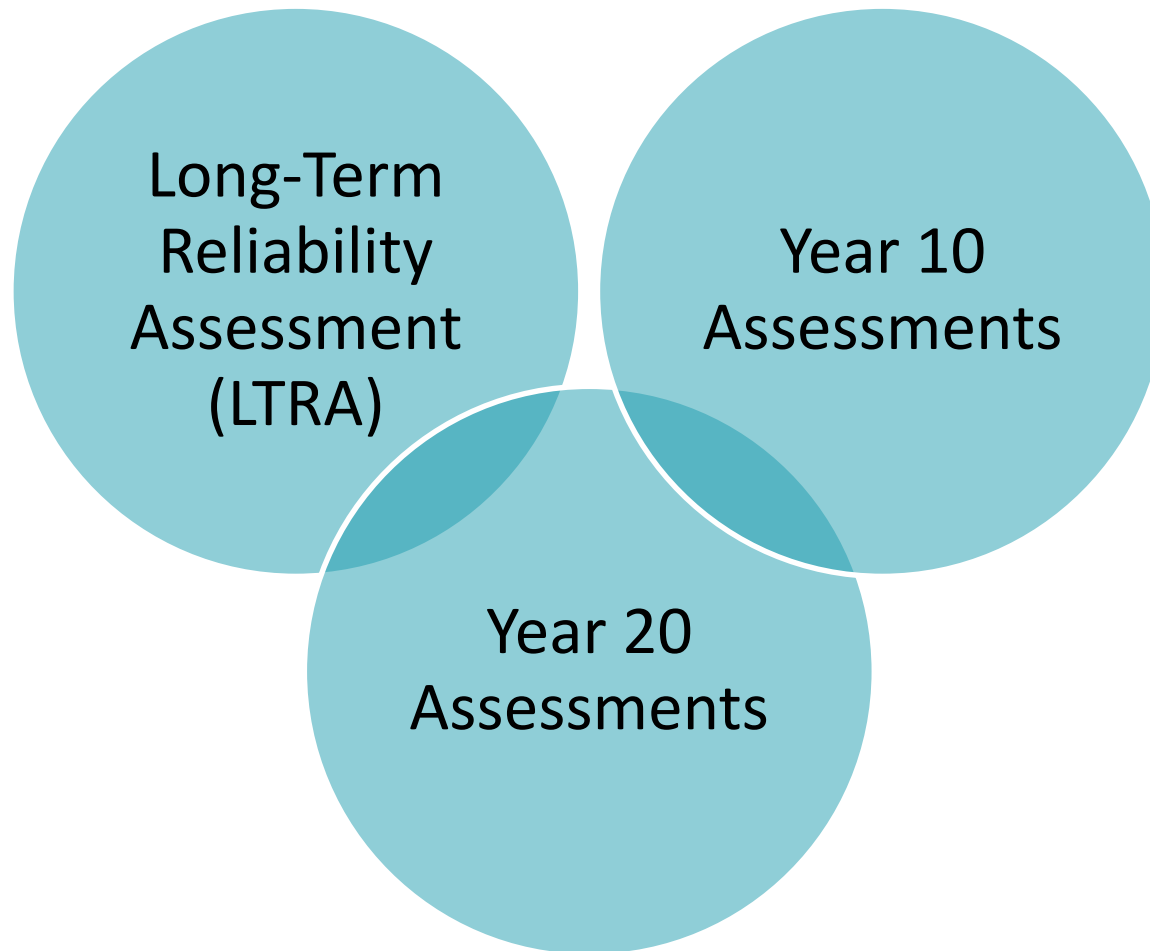 Long-Term
Reliability
Assessment
(LTRA)
Year 10
Assessments
Year 20
Assessments